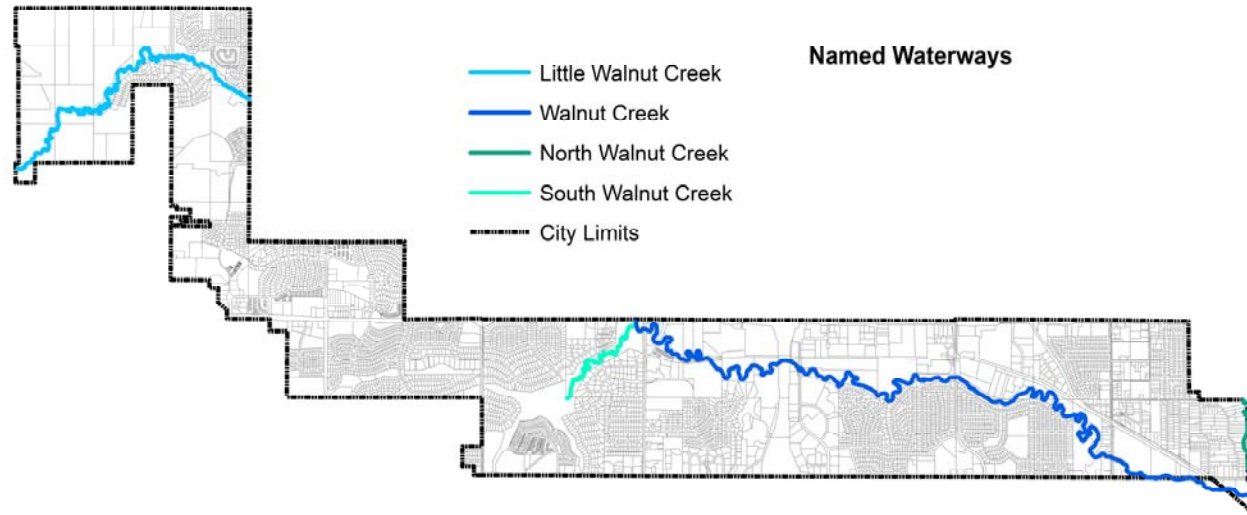 Named Waterways
Little Walnut Creek
Walnut Creek
North Walnut Creek
South Walnut Creek
City Limits